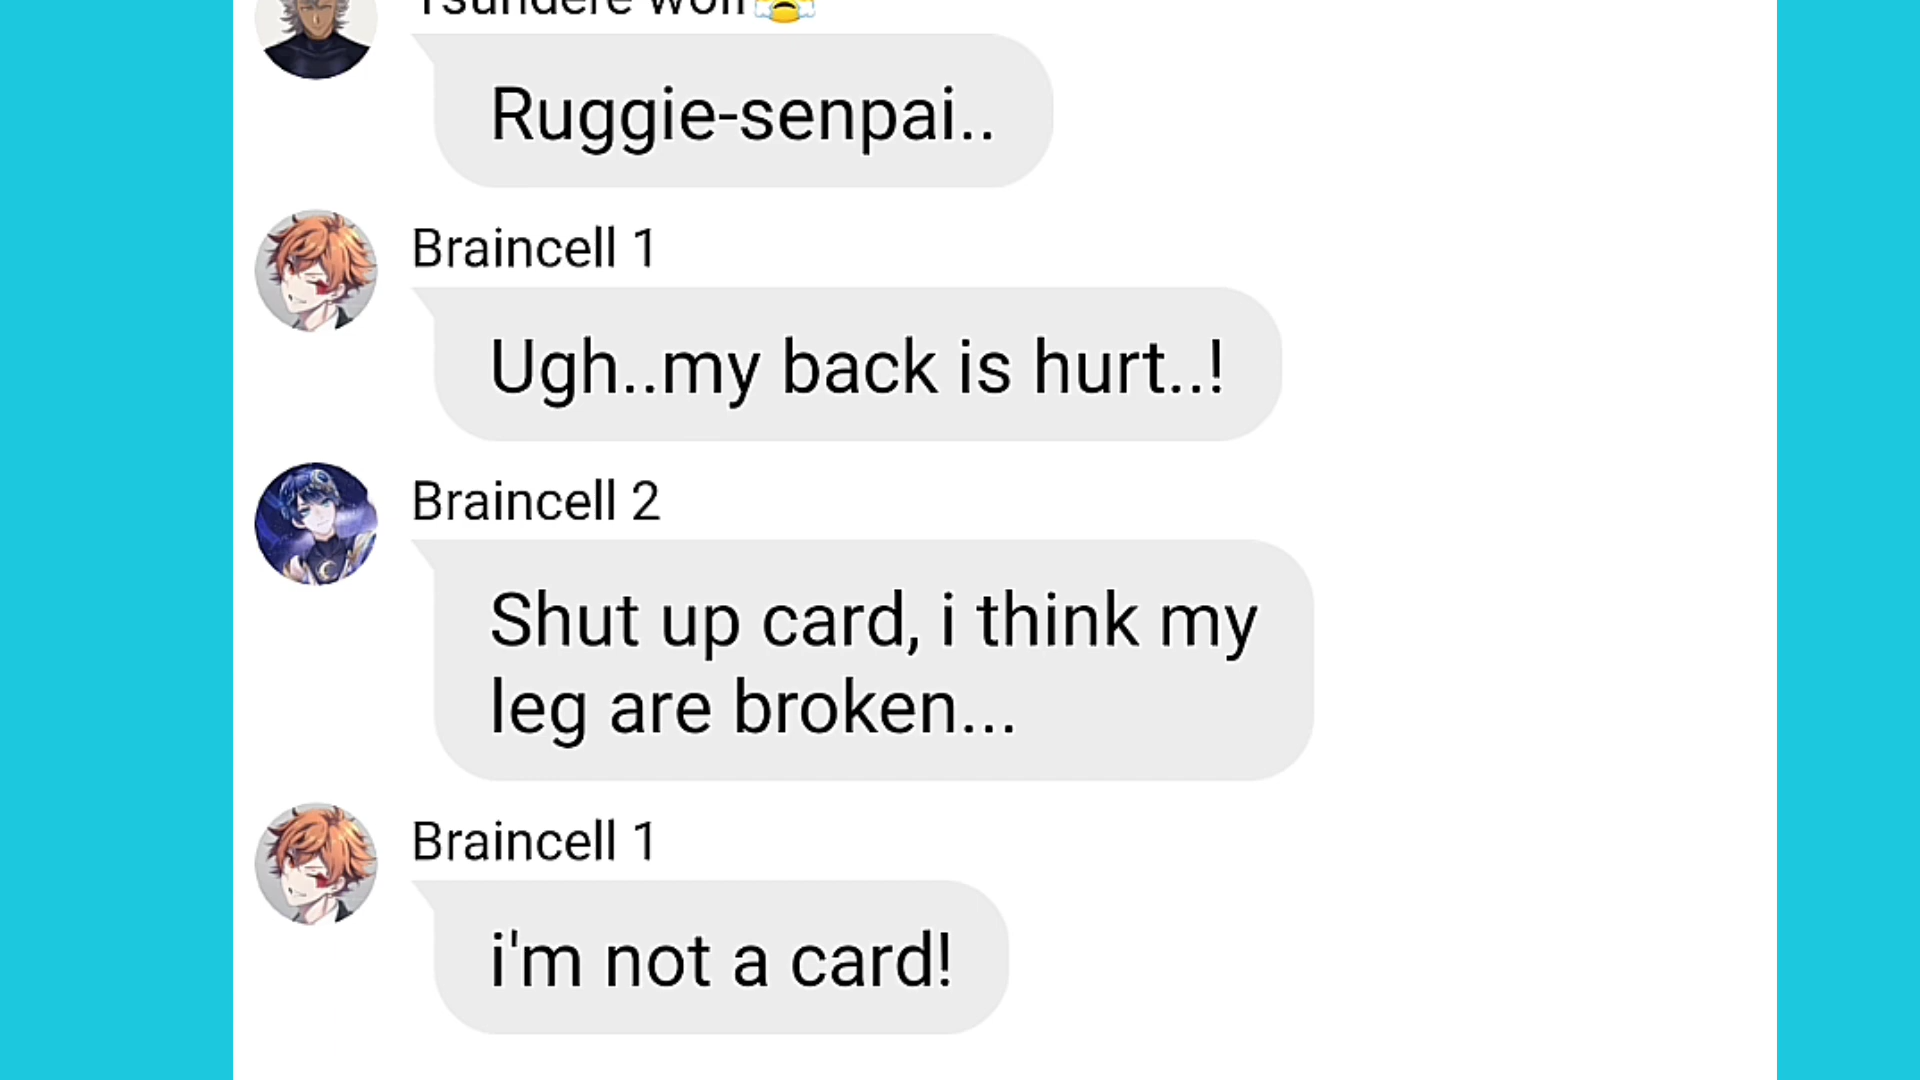 Tsundere wolf😤
Ruggie-senpai..
Braincell 1
Ugh..my back is hurt..!
Braincell 2
Shut up card, i think my
leg are broken...
Braincell 1
i'm not a card!